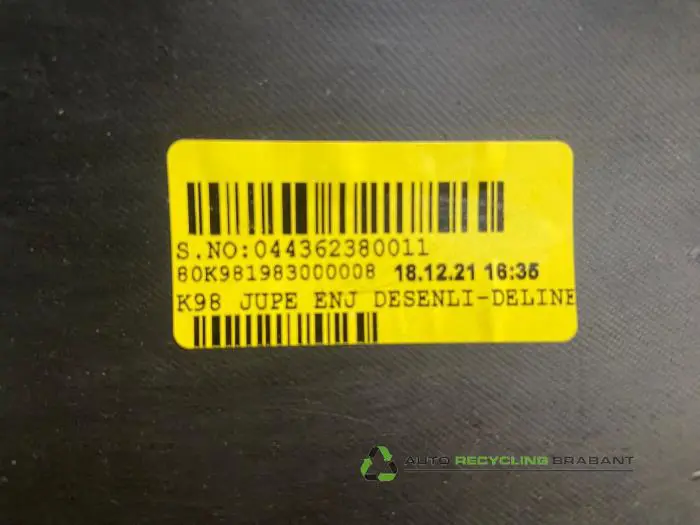 S.NO:044362380011
80K981983000008 18.12.21 16:35
K98 JUPE ENJ DESENLI-DELINE
AUTO RECYCLING BRABANT